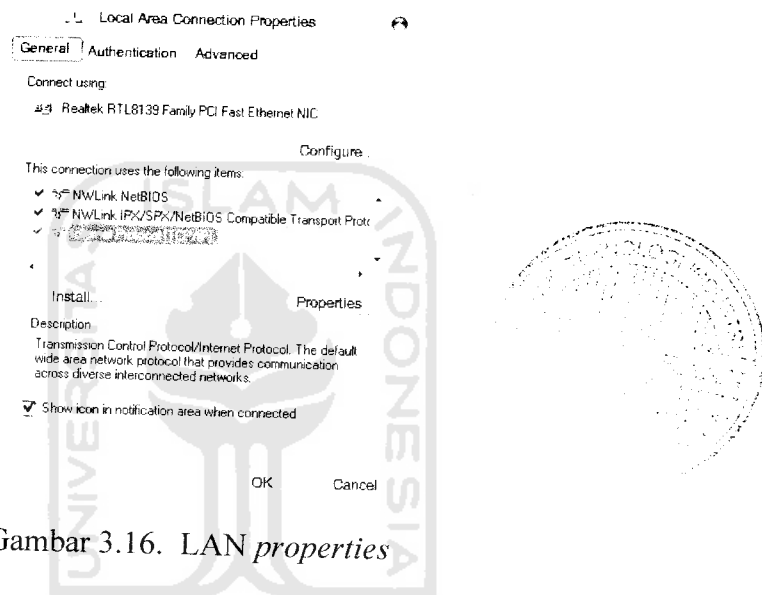 Local Area Connection Properties
General Authentication Advanced
Connect using:
Realtek RTL8139 Family PCI Fast Ethernet NIC
Configure...
This connection uses the following items:
NWLink NetBIOS
NWLink IPX/SPX/NetBIOS Compatible Transport Proto
Install... Properties
Description
Transmission Control Protocol/Internet Protocol. The default
wide area network protocol that provides communication
across diverse interconnected networks.
Show icon in notification area when connected
OK Cancel
Gambar 3.16. LAN properties
UNIVERSITAS ISLAM INDONESIA